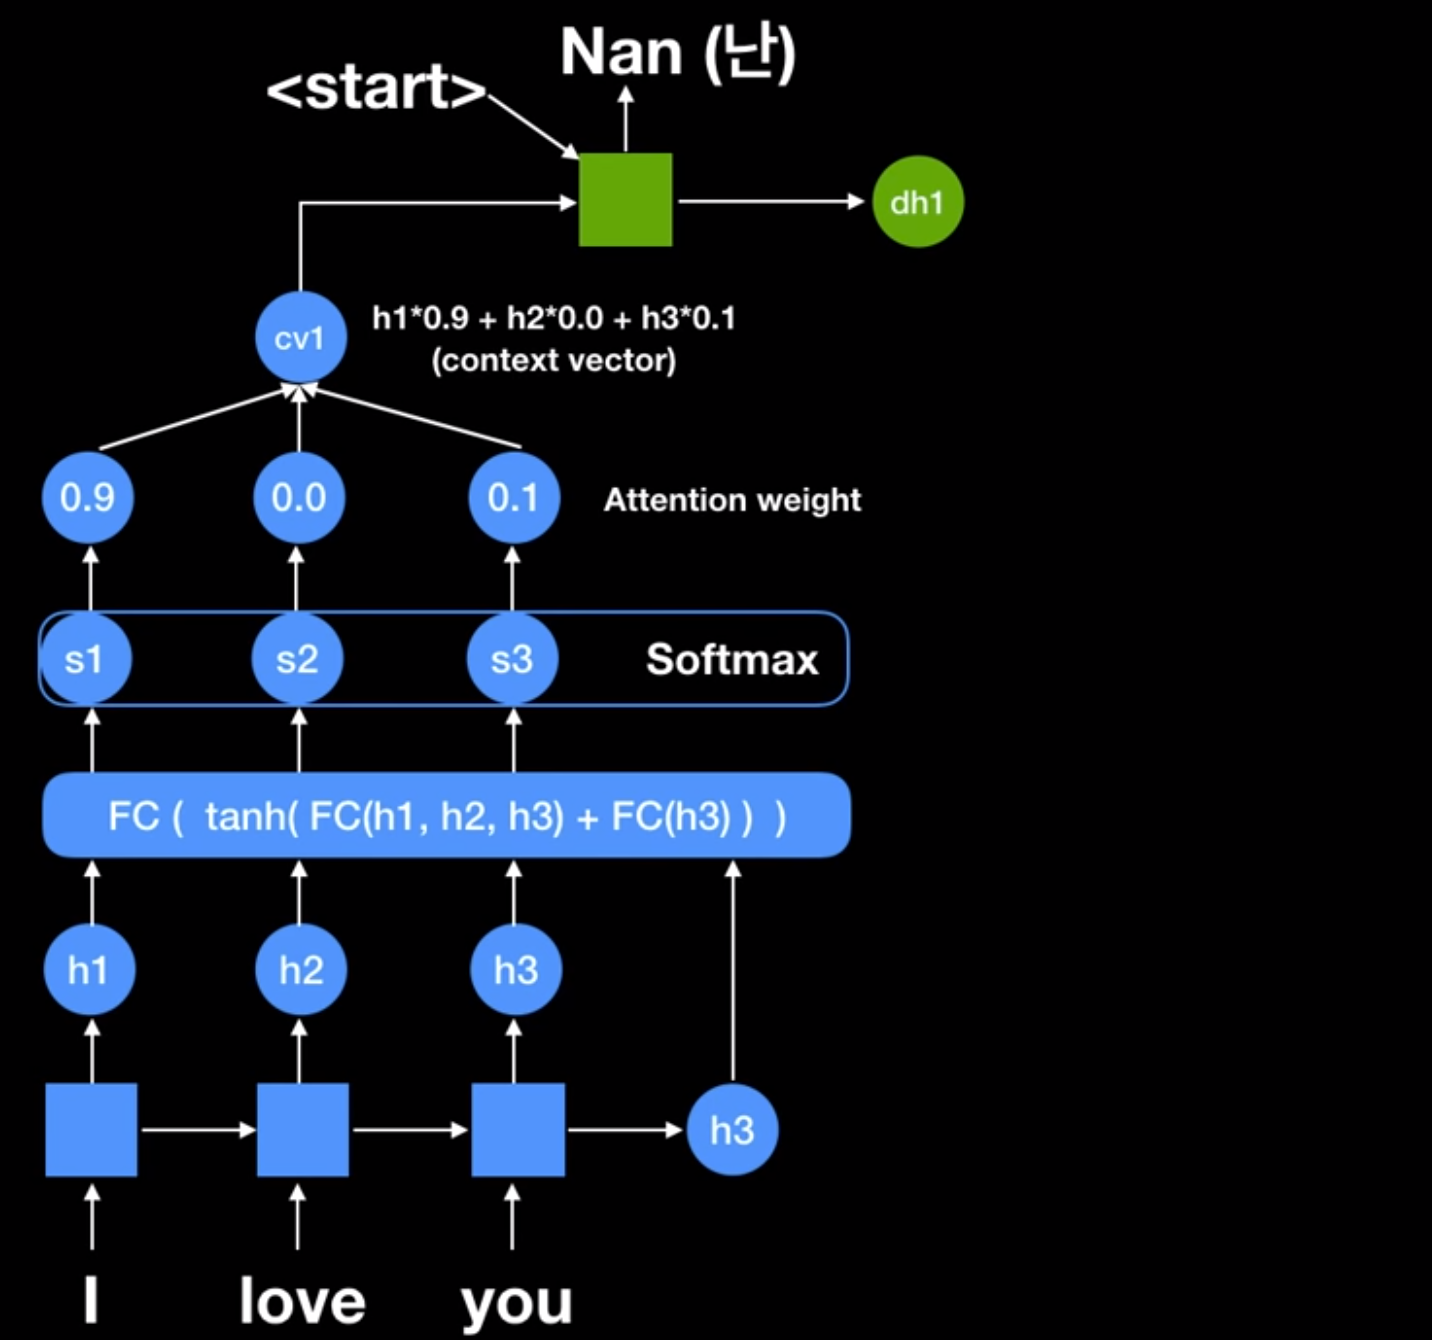 Nan (난)
<start>
dh1
cv1
h1*0.9 + h2*0.0 + h3*0.1
(context vector)
0.9 0.0 0.1 Attention weight
s1 s2 s3 Softmax
FC ( tanh( FC(h1, h2, h3) + FC(h3) ) )
h1 h2 h3
h3
I love you